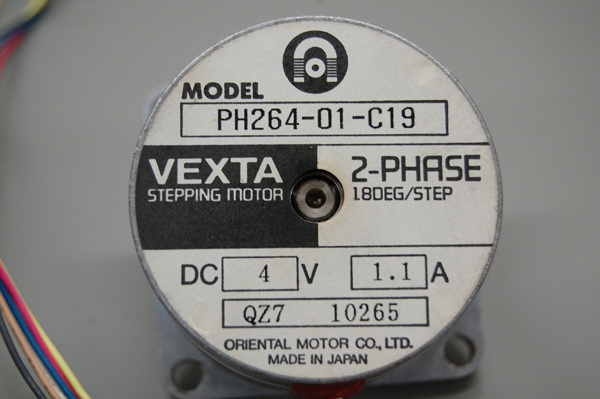 MODEL
PH264-01-C19
VEXTA 2-PHASE
STEPPING MOTOR 1.8DEG/STEP
DC 4 V 1.1 A
QZ7 10265
ORIENTAL MOTOR CO., LTD.
MADE IN JAPAN